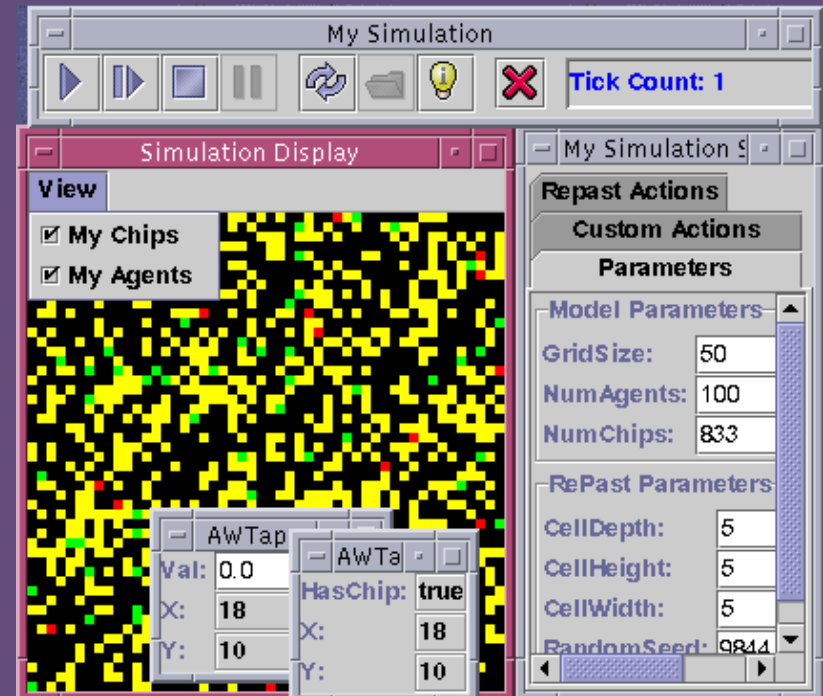 My Simulation
Tick Count: 1
Simulation Display
View
My Chips
My Agents
AWTap
Val: 0.0
X: 18
Y: 10
AWTa
HasChip: true
X: 18
Y: 10
My Simulation S
Repast Actions
Custom Actions
Parameters
Model Parameters
GridSize: 50
NumAgents: 100
NumChips: 833
RePast Parameters
CellDepth: 5
CellHeight: 5
CellWidth: 5
RandomSeed: 9844